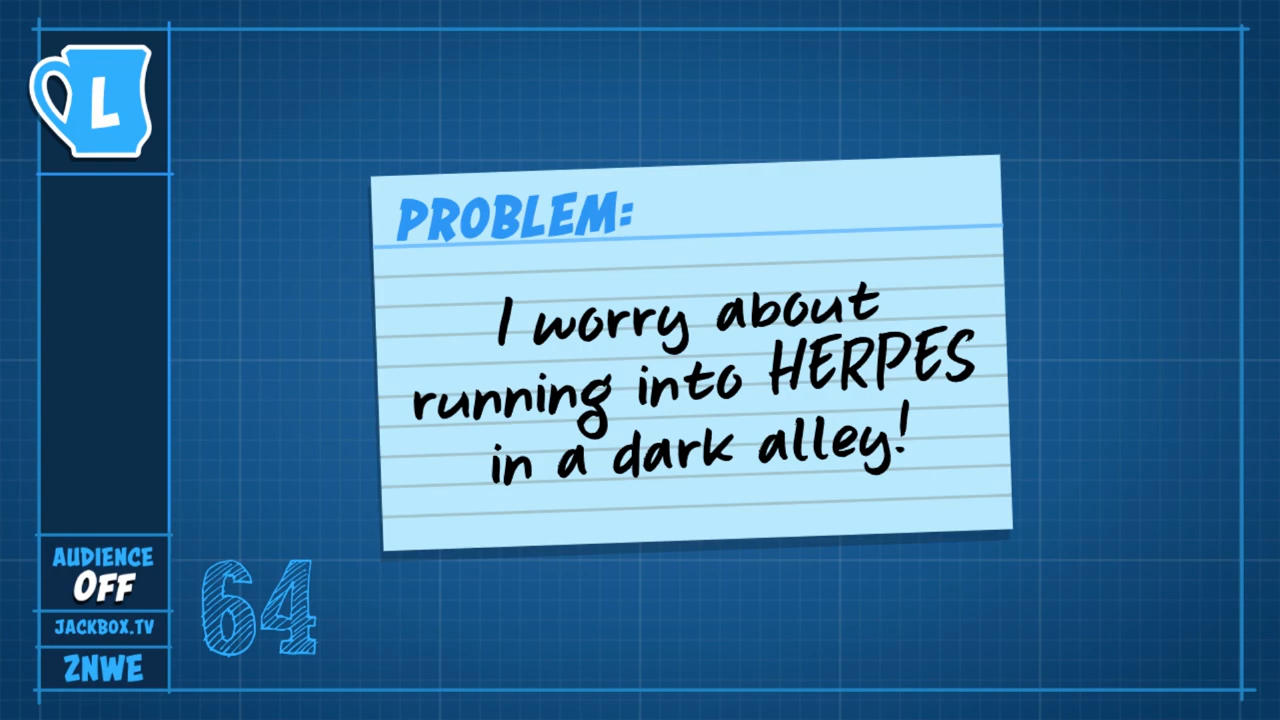 L
PROBLEM:
I worry about
running into HERPES
in a dark alley!
AUDIENCE
OFF
JACKBOX.TV
ZNWE
64